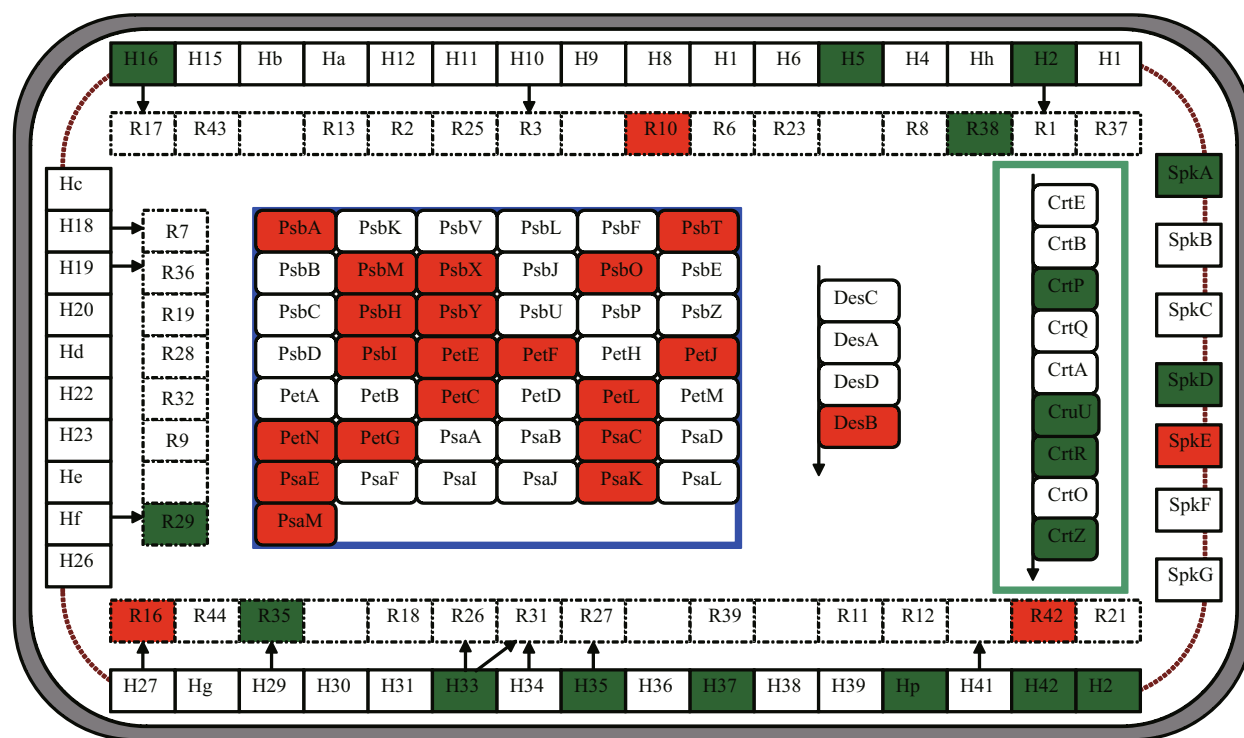 H16 H15 Hb Ha H12 H11 H10 H9 H8 H1 H6 H5 H4 Hh H2 H1
R17 R43 R13 R2 R25 R3 R10 R6 R23 R8 R38 R1 R37
Hc
H18
H19
H20
Hd
H22
H23
He
Hf
H26
R7
R36
R19
R28
R32
R9
R29
PsbA PsbK PsbV PsbL PsbF PsbT
PsbB PsbM PsbX PsbJ PsbO PsbE
PsbC PsbH PsbY PsbU PsbP PsbZ
PsbD PsbI PetE PetF PetH PetJ
PetA PetB PetC PetD PetL PetM
PetN PetG PsaA PsaB PsaC PsaD
PsaE PsaF PsaI PsaJ PsaK PsaL
PsaM
DesC
DesA
DesD
DesB
CrtE
CrtB
CrtP
CrtQ
CrtA
CruU
CrtR
CrtO
CrtZ
SpkA
SpkB
SpkC
SpkD
SpkE
SpkF
SpkG
R16 R44 R35 R18 R26 R31 R27 R39 R11 R12 R42 R21
H27 Hg H29 H30 H31 H33 H34 H35 H36 H37 H38 H39 Hp H41 H42 H2